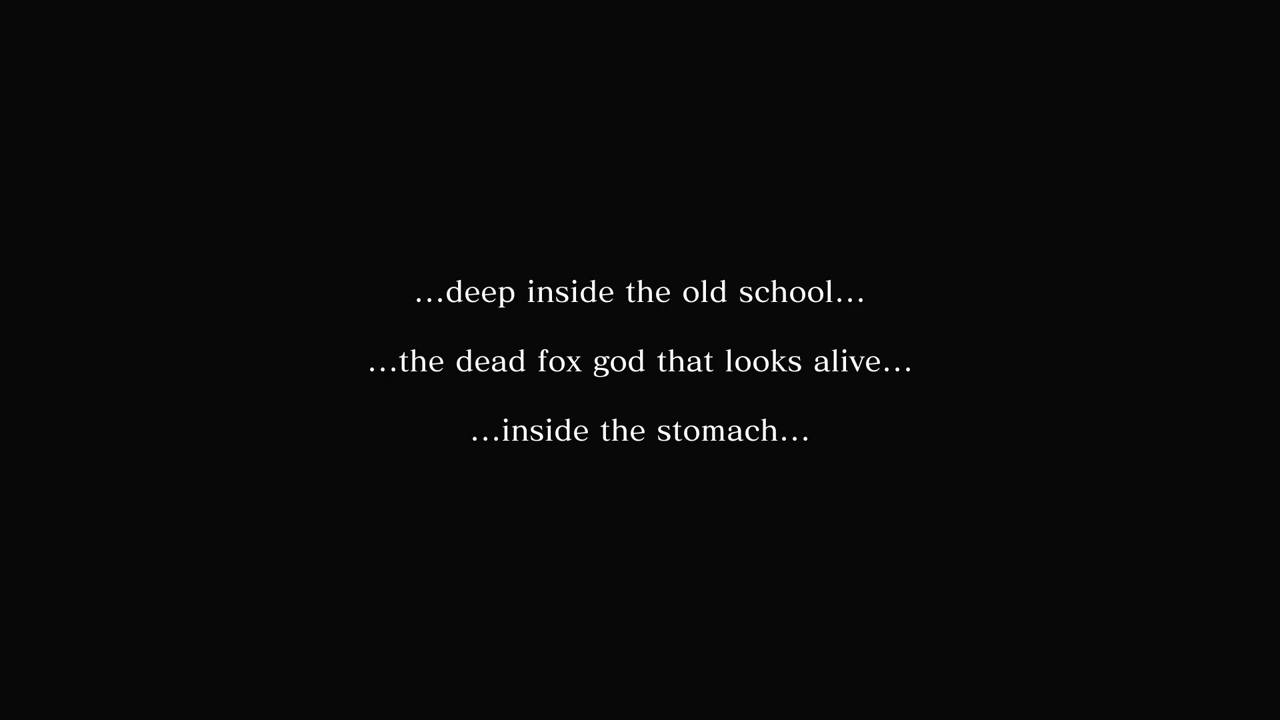 ...deep inside the old school...
...the dead fox god that looks alive...
...inside the stomach...